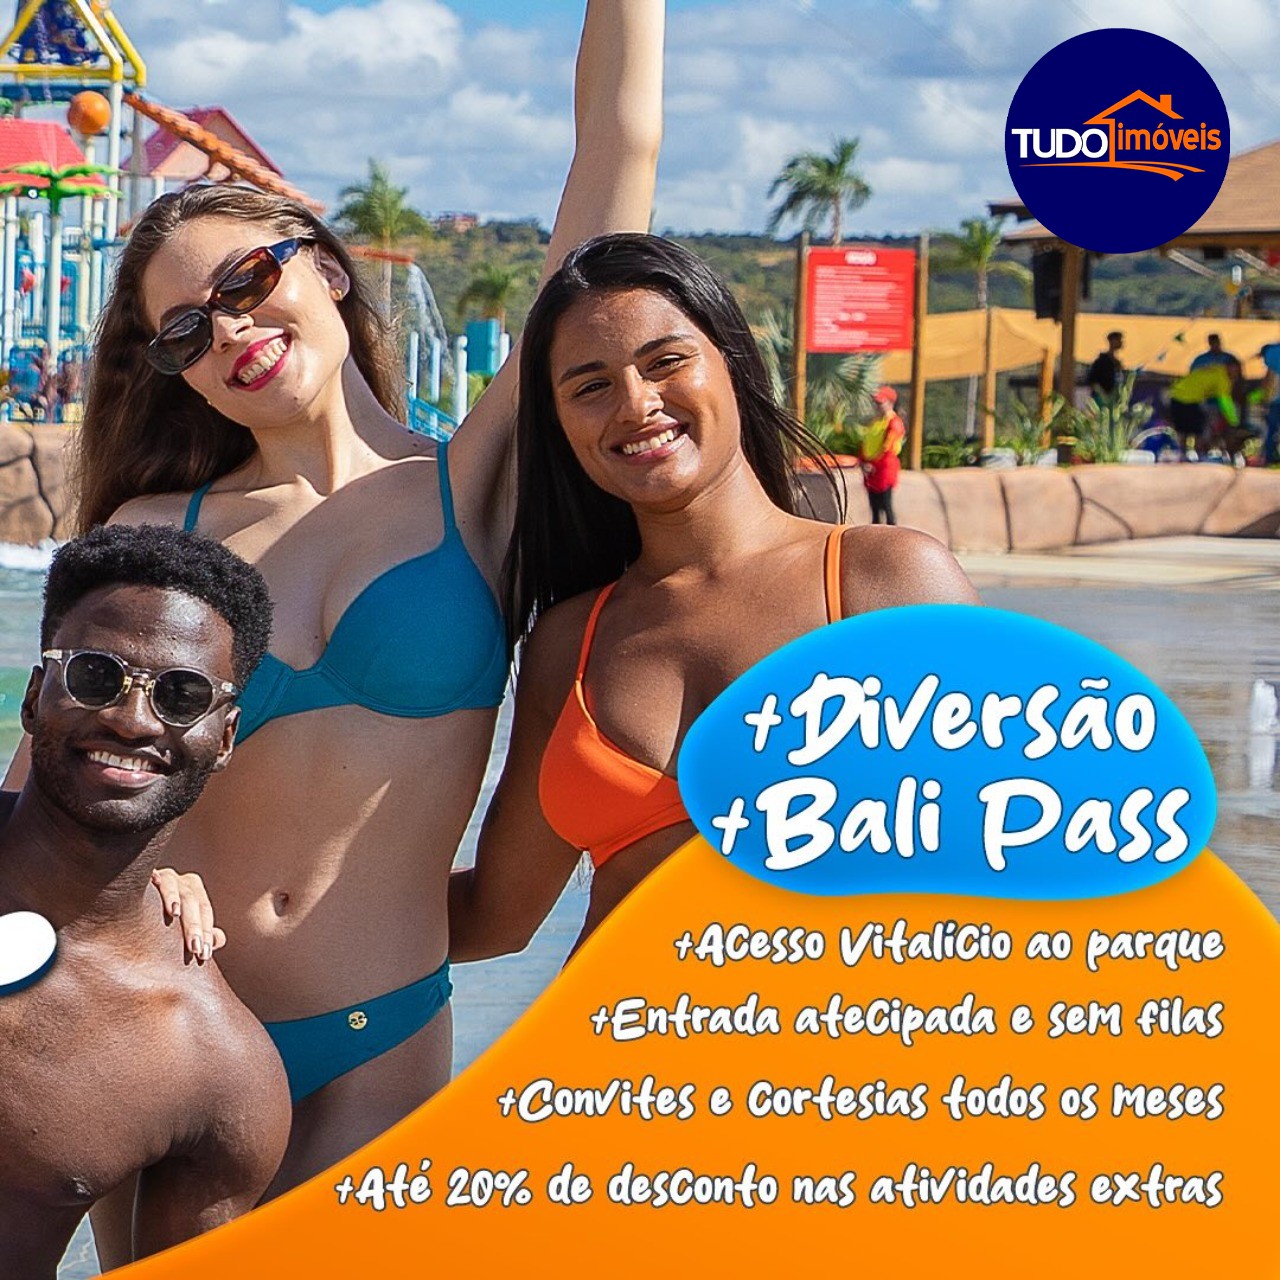 TUDO imóveis
+Diversão
+Bali Pass
+Acesso Vitalício ao parque
+Entrada atecipada e sem filas
+Convites e cortesias todos os meses
+Até 20% de desconto nas atividades extras